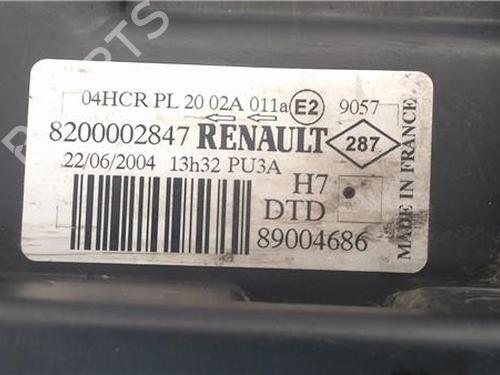 04HCR PL 20 02A 011a E2 9057
8200002847 RENAULT 287
22/06/2004 13h32 PU3A
H7
DTD
89004686
MADE IN FRANCE
PARTS